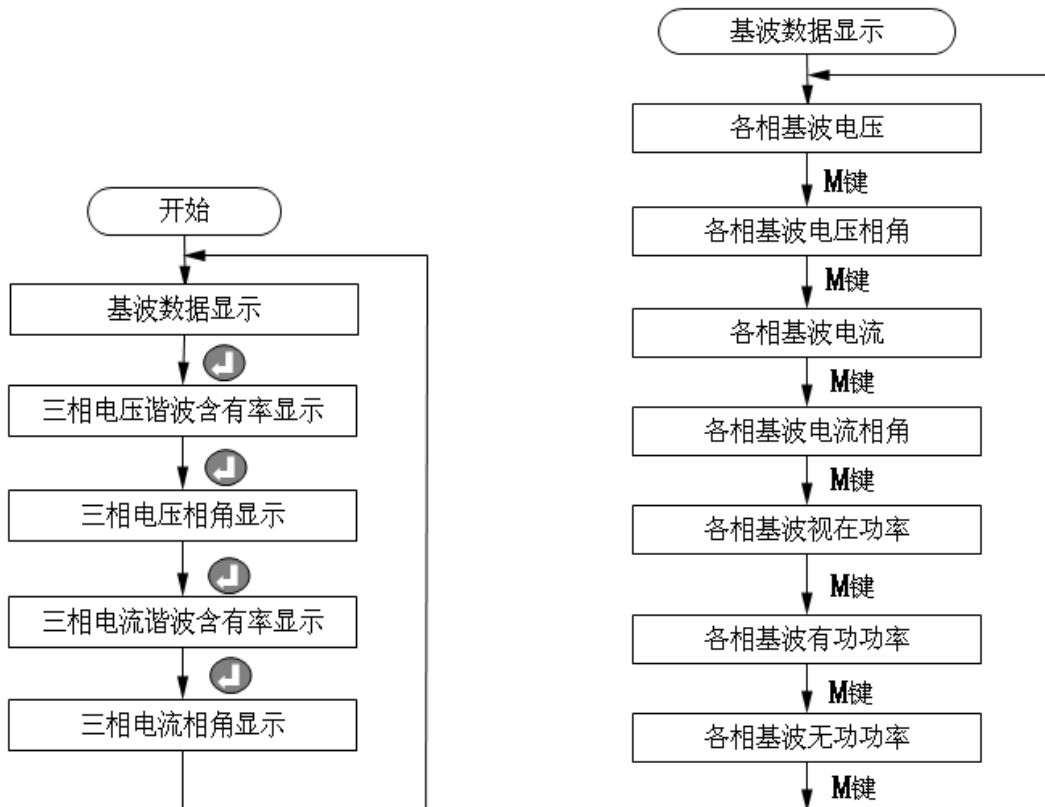 开始
基波数据显示
三相电压谐波含有率显示
三相电压相角显示
三相电流谐波含有率显示
三相电流相角显示
基波数据显示
各相基波电压
M键
各相基波电压相角
M键
各相基波电流
M键
各相基波电流相角
M键
各相基波视在功率
M键
各相基波有功功率
M键
各相基波无功功率
M键